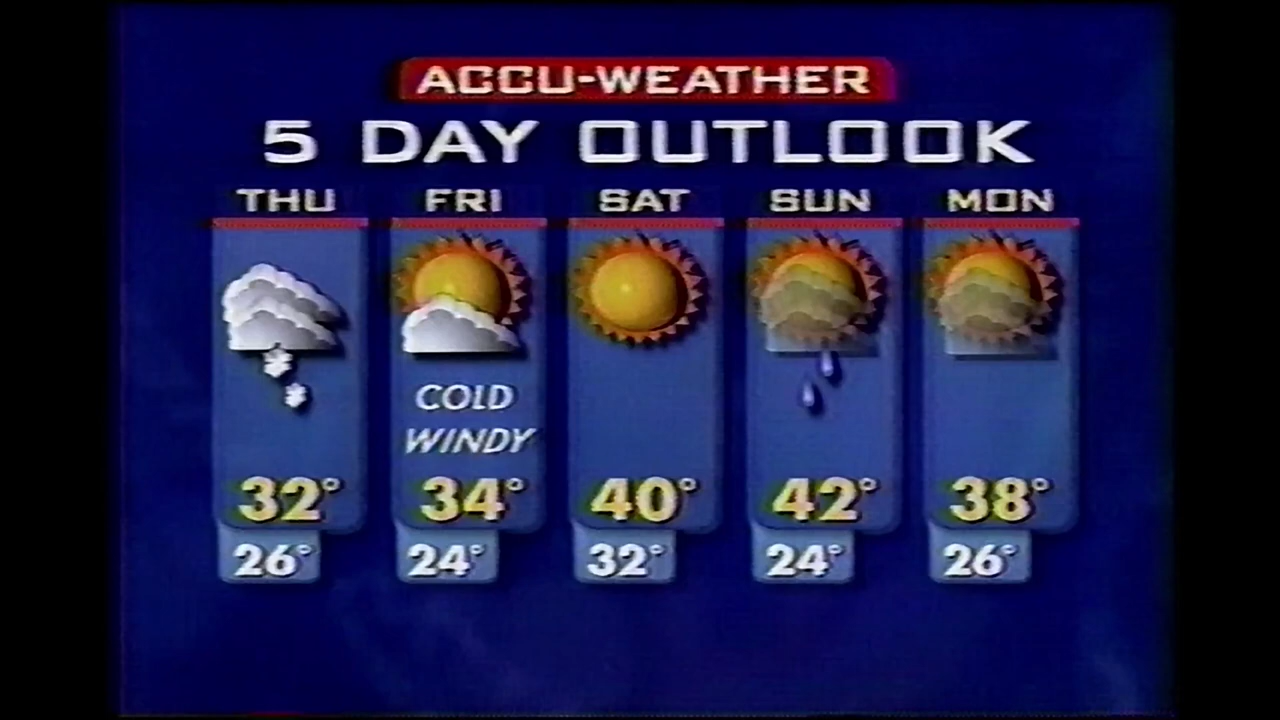 ACCU-WEATHER
5 DAY OUTLOOK
THU FRI SAT SUN MON
COLD
WINDY
32° 34° 40° 42° 38°
26° 24° 32° 24° 26°